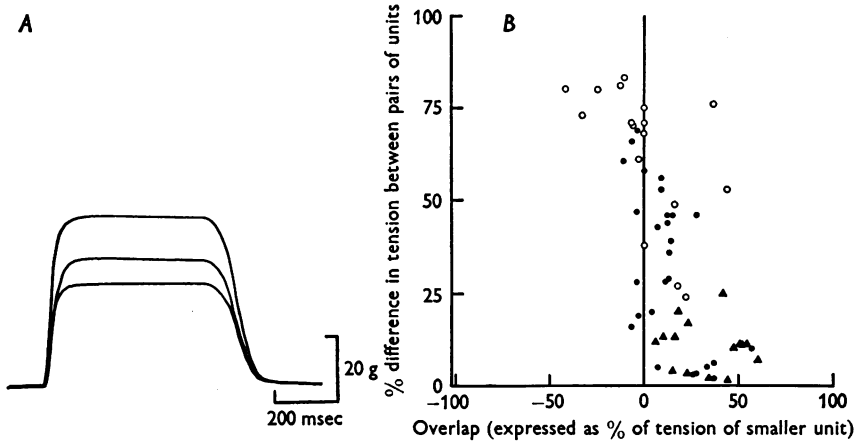 A
20 g
200 msec
B
% difference in tension between pairs of units
100
75
50
25
0
−100
−50
0
50
100
Overlap (expressed as % of tension of smaller unit)